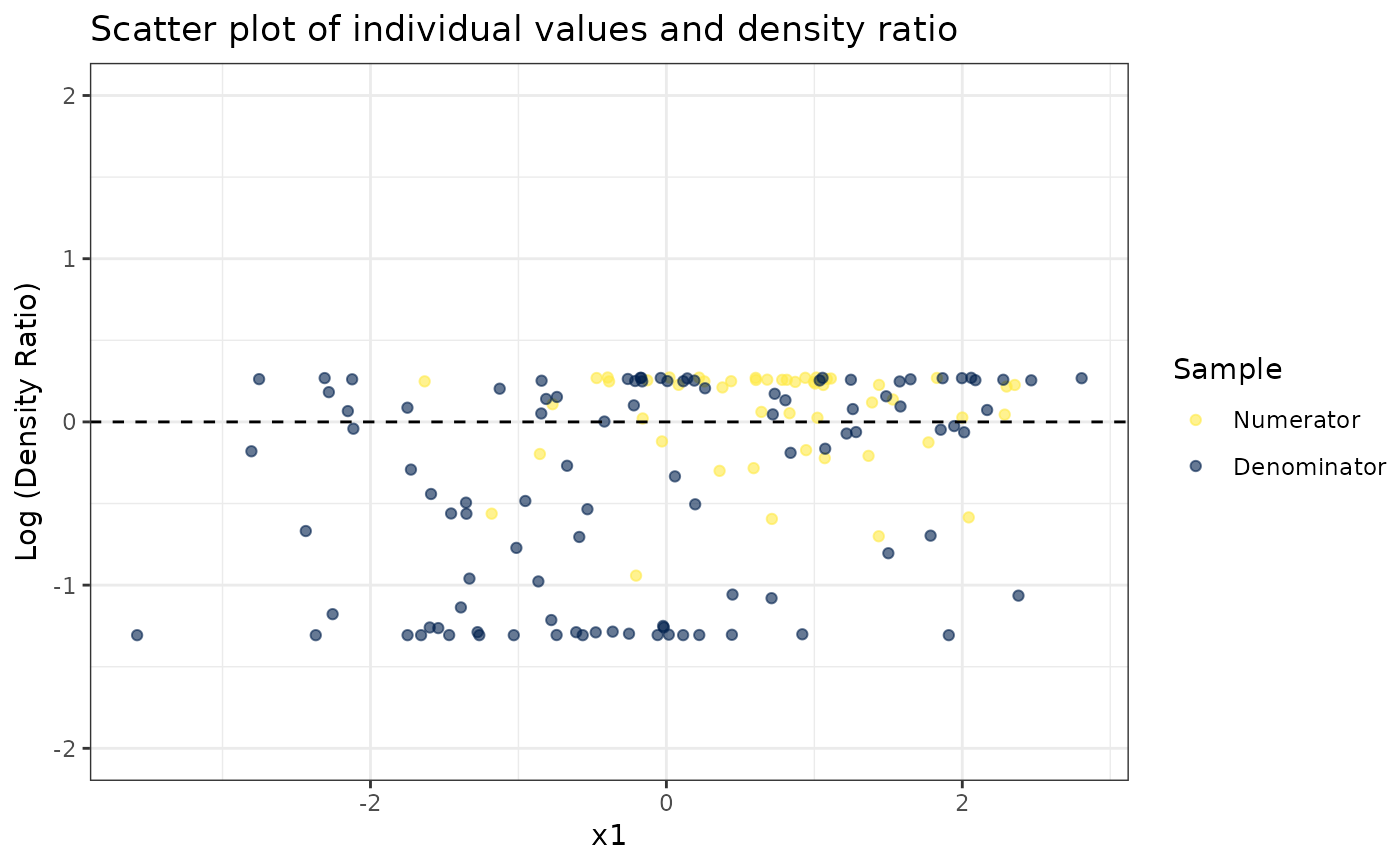 Scatter plot of individual values and density ratio
Log (Density Ratio)
2
1
0
-1
-2
-2
0
2
x1
Sample
Numerator
Denominator